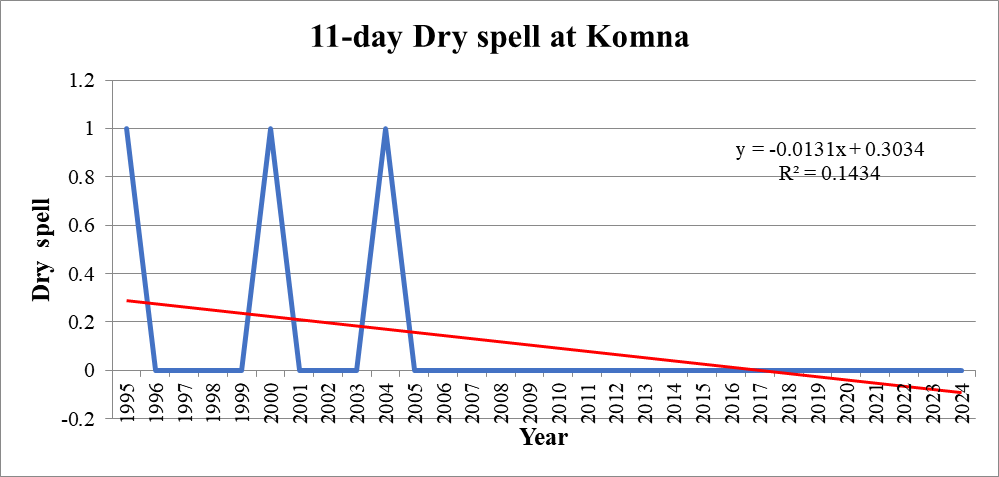 11-day Dry spell at Komna
1.2
1
0.8
0.6
0.4
0.2
0
-0.2
Dry spell
y = -0.0131x + 0.3034
R² = 0.1434
1995 1996 1997 1998 1999 2000 2001 2002 2003 2004 2005 2006 2007 2008 2009 2010 2011 2012 2013 2014 2015 2016 2017 2018 2019 2020 2021 2022 2023 2024
Year